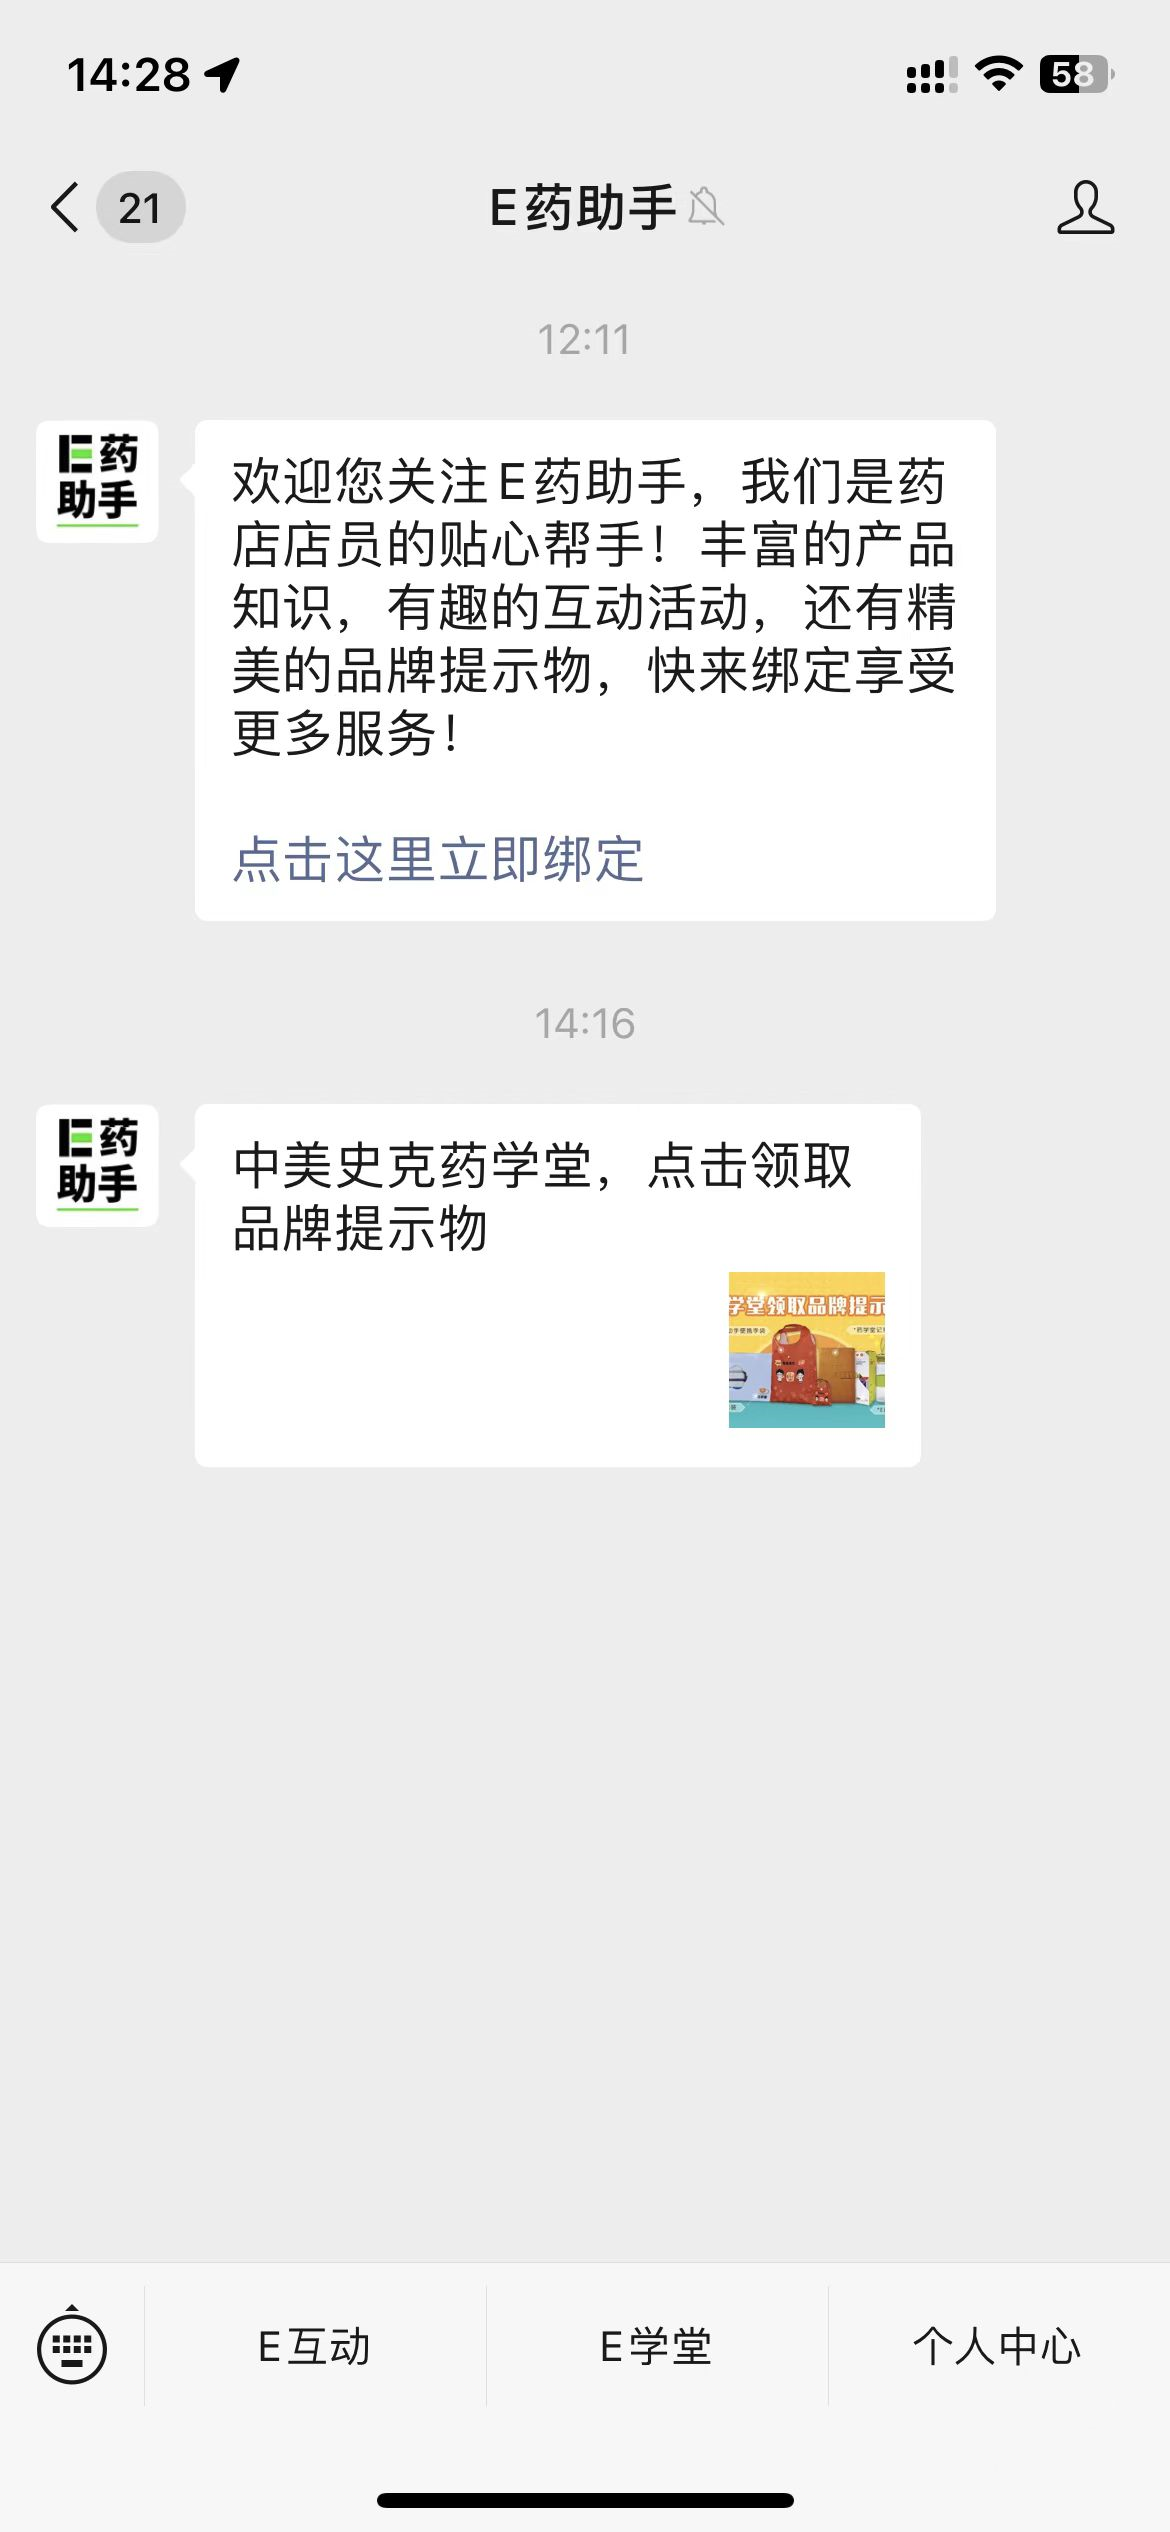 14:28
58
21
E药助手
12:11
E药
助手
欢迎您关注E药助手，我们是药
店店员的贴心帮手！丰富的产品
知识，有趣的互动活动，还有精
美的品牌提示物，快来绑定享受
更多服务！
点击这里立即绑定
14:16
E药
助手
中美史克药学堂，点击领取
品牌提示物
学堂领取品牌提示
E互动
E学堂
个人中心